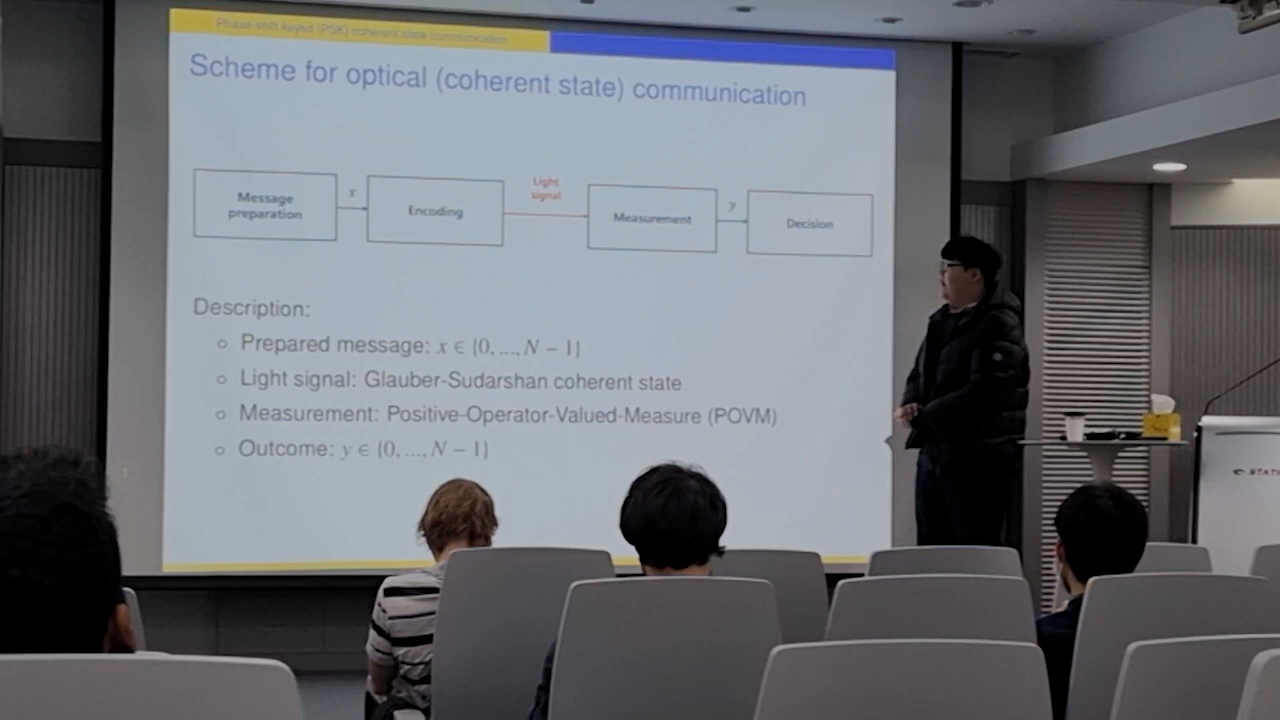 Phase-shift-keyed (PSK) coherent state communication
Scheme for optical (coherent state) communication
Message
preparation
x
Encoding
Light
signal
Measurement
y
Decision
Description:
Prepared message: x ∈ {0, ..., N − 1}
Light signal: Glauber-Sudarshan coherent state
Measurement: Positive-Operator-Valued-Measure (POVM)
Outcome: y ∈ {0, ..., N − 1}